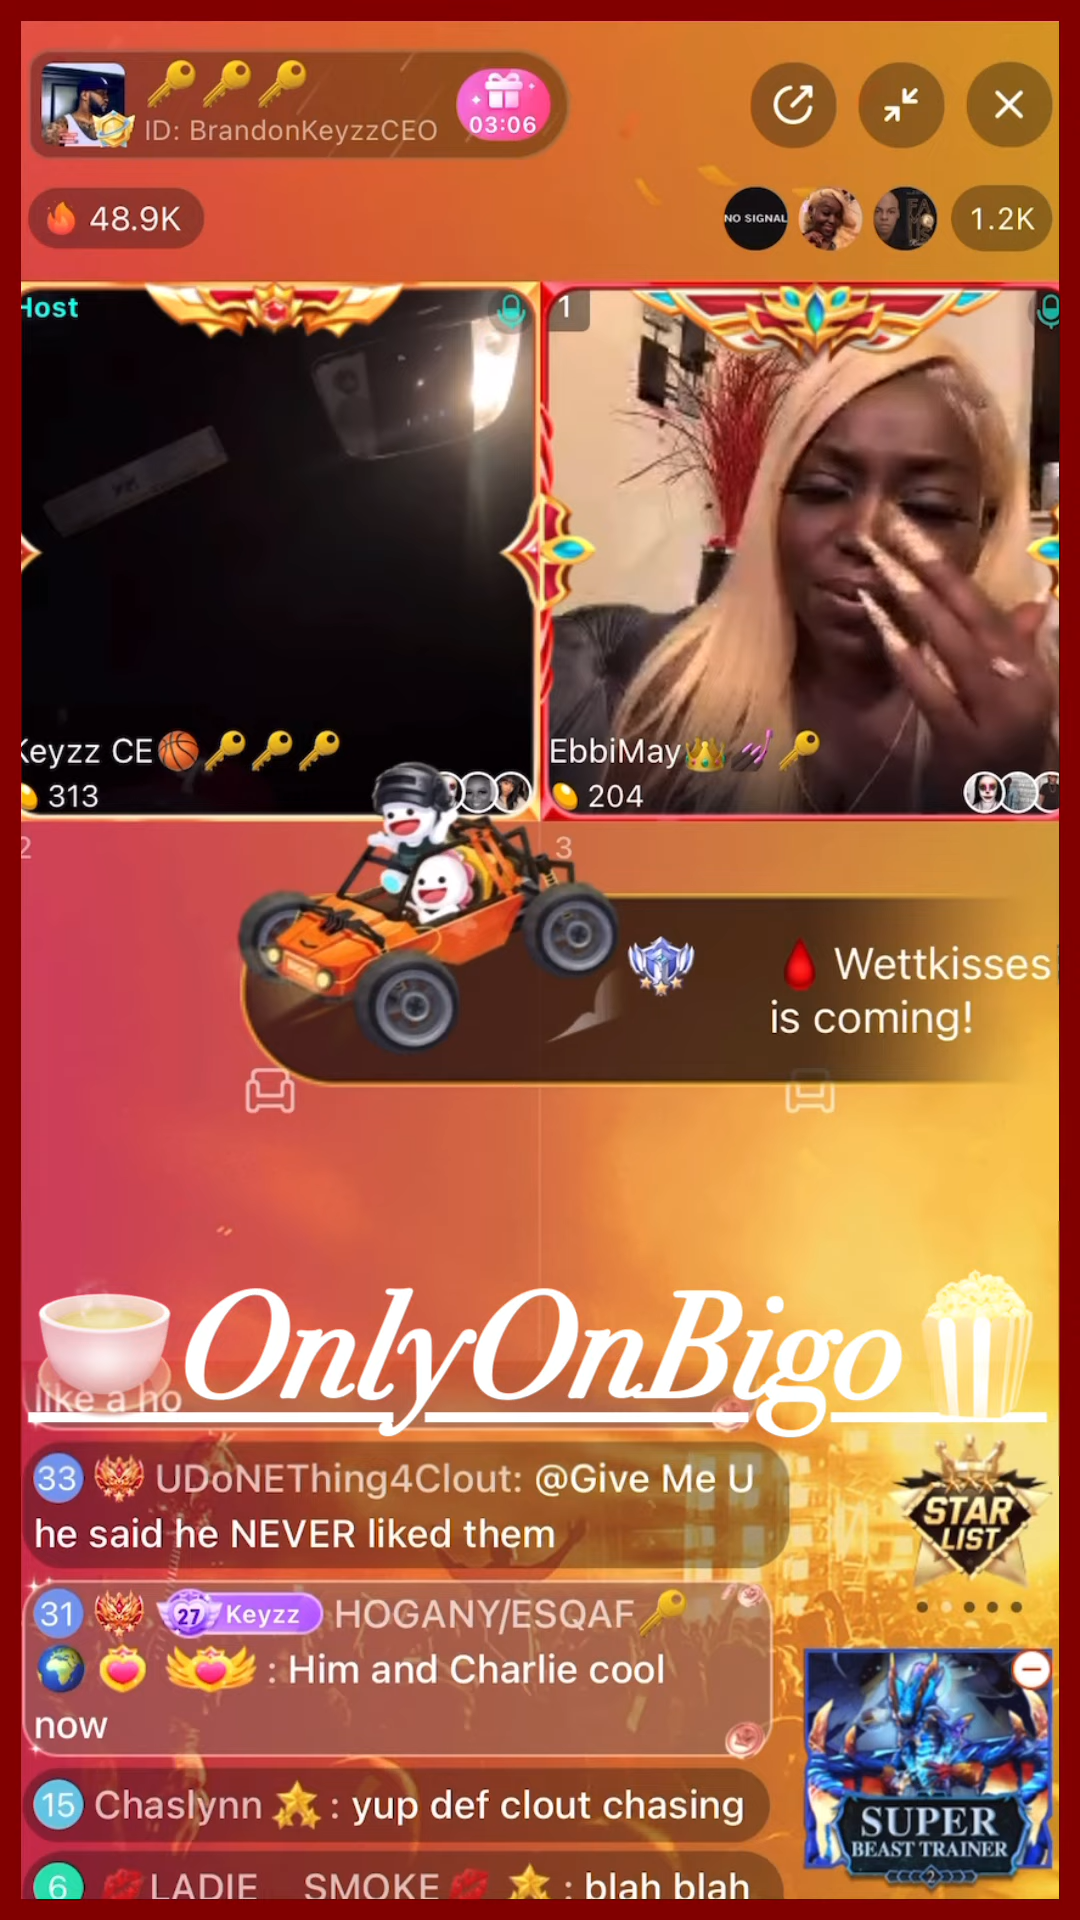 🔑🔑🔑
ID: BrandonKeyzzCEO
03:06
48.9K
NO SIGNAL
1.2K
Host
1
Keyzz CE🏀🔑🔑🔑
313
EbbiMay👑💅🔑
204
2
3
🩸 Wettkisses
is coming!
🍵OnlyOnBigo🍿
like a ho
33 UDoNEThing4Clout: @Give Me U
he said he NEVER liked them
STAR
LIST
31 27 Keyzz HOGANY/ESQAF🔑
🌍 : Him and Charlie cool
now
15 Chaslynn : yup def clout chasing
SUPER
BEAST TRAINER
2
6 💋LADIE SMOKE💋 : blah blah